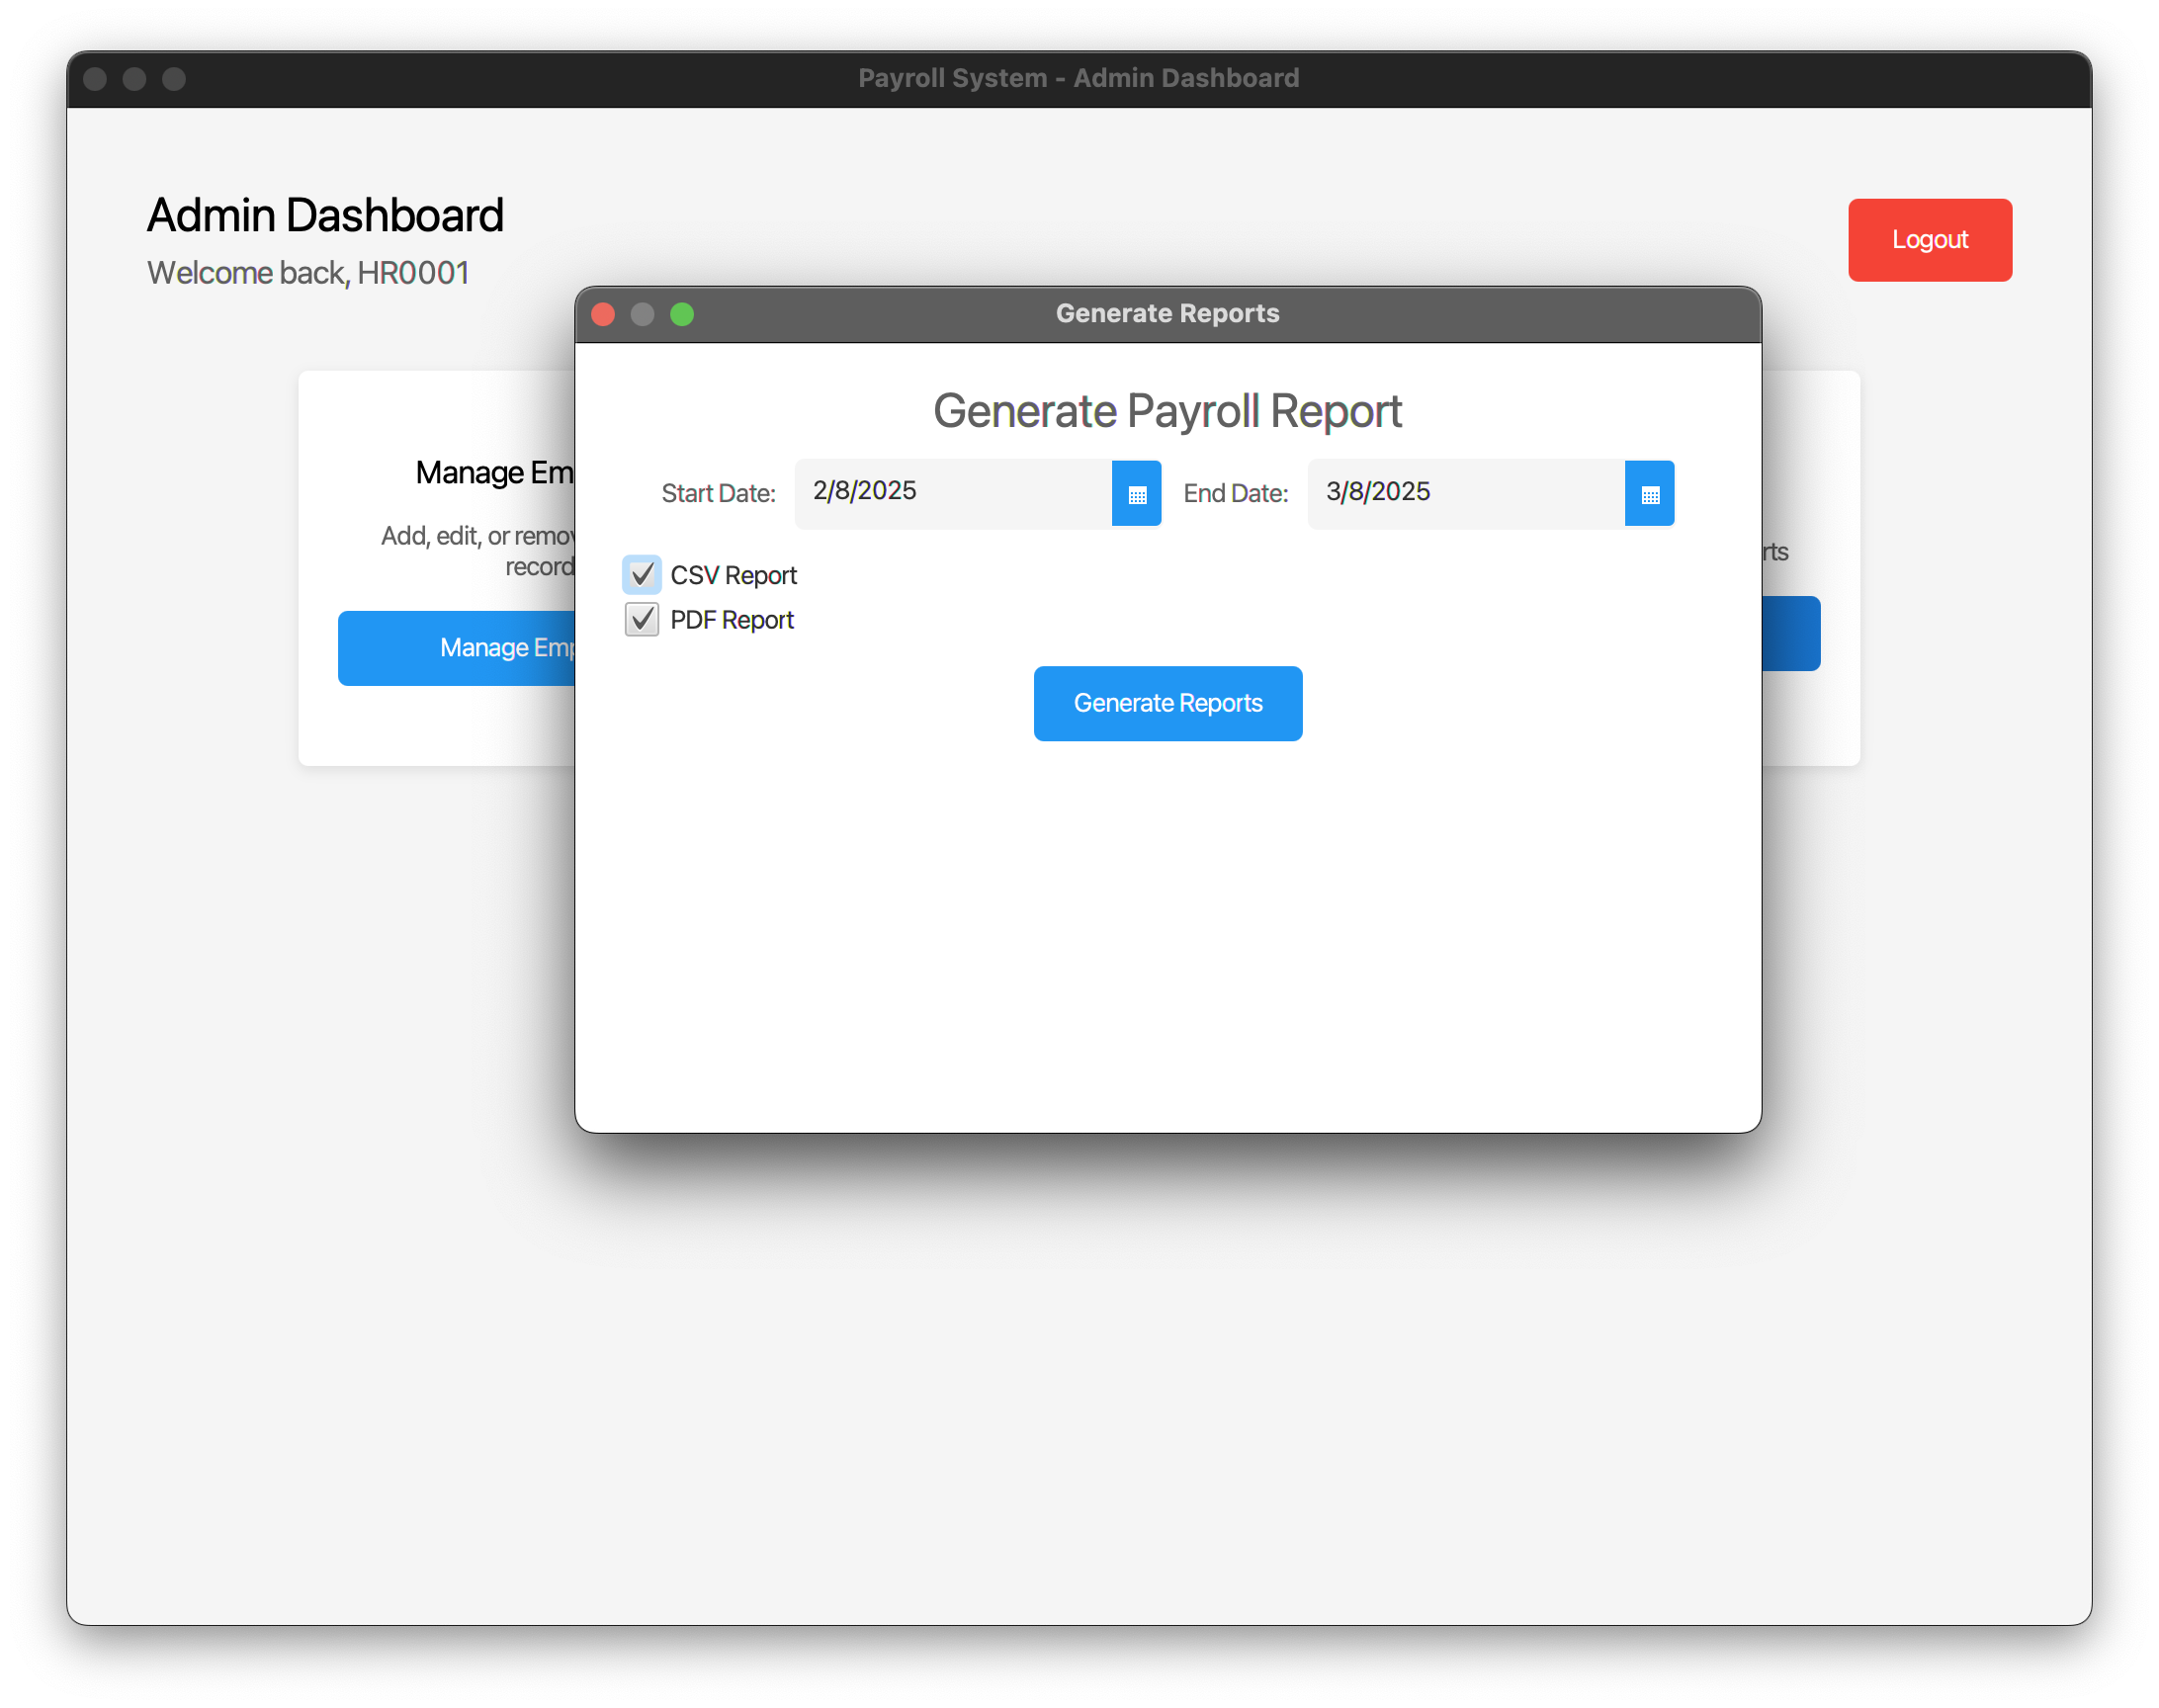 Payroll System - Admin Dashboard
Admin Dashboard
Welcome back, HR0001
Logout
Generate Reports
Generate Payroll Report
Start Date: 2/8/2025 End Date: 3/8/2025
CSV Report
PDF Report
Generate Reports
Manage Em
Add, edit, or remov
record
Manage Emp
rts